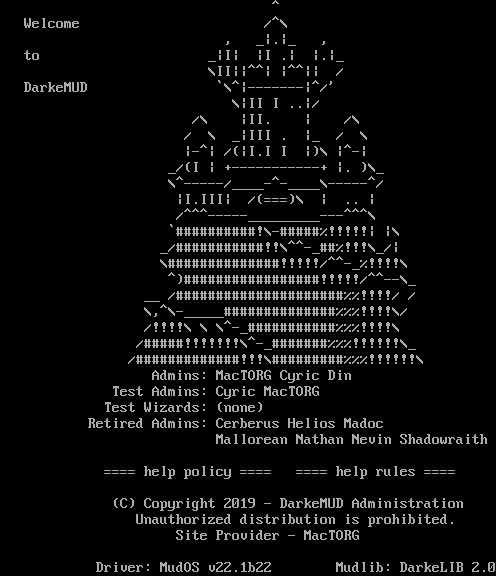 Welcome
to
DarkeMUD
Admins: MacTORG Cyric Din
Test Admins: Cyric MacTORG
Test Wizards: (none)
Retired Admins: Cerberus Helios Madoc
Mallorean Nathan Nevin Shadowraith
==== help policy ==== ==== help rules ====
(C) Copyright 2019 - DarkeMUD Administration
Unauthorized distribution is prohibited.
Site Provider - MacTORG
Driver: MudOS v22.1b22 Mudlib: DarkeLIB 2.0